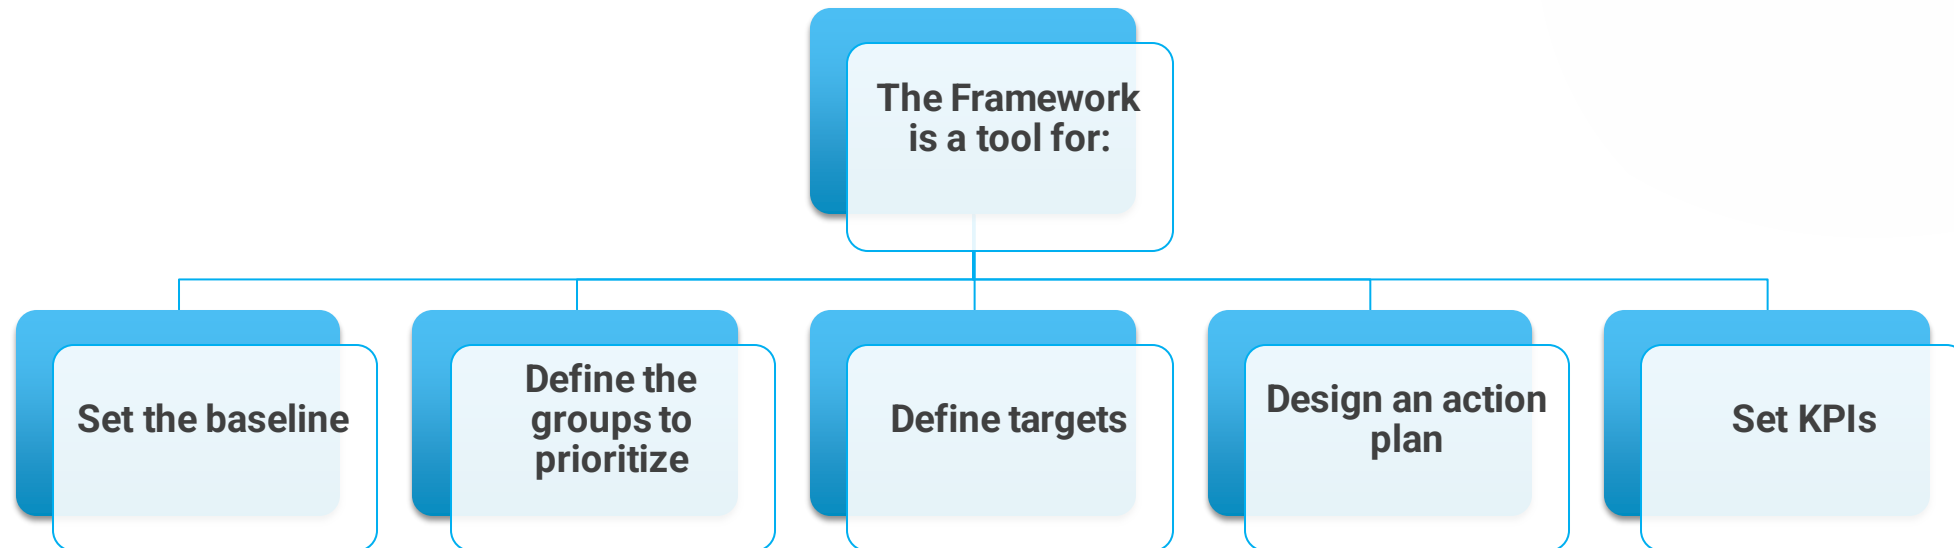 The Framework
is a tool for:
Set the baseline
Define the
groups to
prioritize
Define targets
Design an action
plan
Set KPIs